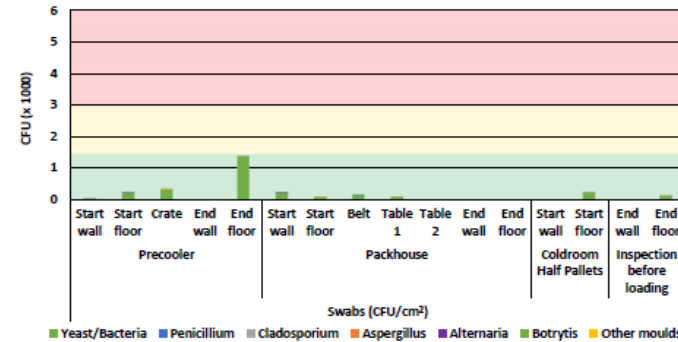 6
5
4
3
2
1
0
CFU (x 1000)
Start wall
Start floor
Crate
End wall
End floor
Start wall
Start floor
Belt
Table 1
Table 2
End wall
End floor
Start wall
Start floor
End wall
End floor
Precooler
Packhouse
Coldroom Half Pallets
Inspection before loading
Swabs (CFU/cm²)
Yeast/Bacteria Penicillium Cladosporium Aspergillus Alternaria Botrytis Other moulds